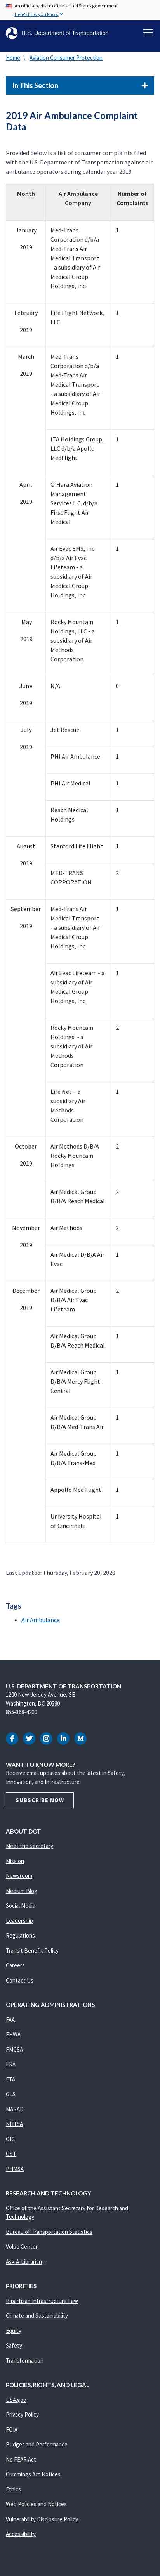 An official website of the United States government
Here's how you know
U.S. Department of Transportation
Home \ Aviation Consumer Protection
In This Section
2019 Air Ambulance Complaint
Data
Provided below is a list of consumer complaints filed
with the U.S. Department of Transportation against air
ambulances occurring during calendar year 2019.
Month
Air Ambulance
Company
Number of
Complaints
January
2019
Med-Trans
Corporation d/b/a
Med-Trans Air
Medical Transport
- a subsidiary of Air
Medical Group
Holdings, Inc.
1
February
2019
Life Flight Network,
LLC
1
March
2019
Med-Trans
Corporation d/b/a
Med-Trans Air
Medical Transport
- a subsidiary of Air
Medical Group
Holdings, Inc.
1
ITA Holdings Group,
LLC d/b/a Apollo
MedFlight
1
April
2019
O'Hara Aviation
Management
Services L.C. d/b/a
First Flight Air
Medical
1
Air Evac EMS, Inc.
d/b/a Air Evac
Lifeteam - a
subsidiary of Air
Medical Group
Holdings, Inc.
1
May
2019
Rocky Mountain
Holdings, LLC - a
subsidiary of Air
Methods
Corporation
1
June
2019
N/A
0
July
2019
Jet Rescue
1
PHI Air Ambulance
1
PHI Air Medical
1
Reach Medical
Holdings
1
August
2019
Stanford Life Flight
1
MED-TRANS
CORPORATION
2
September
2019
Med-Trans Air
Medical Transport
- a subsidiary of Air
Medical Group
Holdings, Inc.
1
Air Evac Lifeteam - a
subsidiary of Air
Medical Group
Holdings, Inc.
1
Rocky Mountain
Holdings - a
subsidiary of Air
Methods
Corporation
2
Life Net – a
subsidiary Air
Methods
Corporation
1
October
2019
Air Methods D/B/A
Rocky Mountain
Holdings
2
Air Medical Group
D/B/A Reach Medical
2
November
2019
Air Methods
2
Air Medical D/B/A Air
Evac
1
December
2019
Air Medical Group
D/B/A Air Evac
Lifeteam
2
Air Medical Group
D/B/A Reach Medical
1
Air Medical Group
D/B/A Mercy Flight
Central
1
Air Medical Group
D/B/A Med-Trans Air
1
Air Medical Group
D/B/A Trans-Med
1
Appollo Med Flight
1
University Hospital
of Cincinnati
1
Last updated: Thursday, February 20, 2020
Tags
Air Ambulance
U.S. DEPARTMENT OF TRANSPORTATION
1200 New Jersey Avenue, SE
Washington, DC 20590
855-368-4200
WANT TO KNOW MORE?
Receive email updates about the latest in Safety,
Innovation, and Infrastructure.
SUBSCRIBE NOW
ABOUT DOT
Meet the Secretary
Mission
Newsroom
Medium Blog
Social Media
Leadership
Regulations
Transit Benefit Policy
Careers
Contact Us
OPERATING ADMINISTRATIONS
FAA
FHWA
FMCSA
FRA
FTA
GLS
MARAD
NHTSA
OIG
OST
PHMSA
RESEARCH AND TECHNOLOGY
Office of the Assistant Secretary for Research and
Technology
Bureau of Transportation Statistics
Volpe Center
Ask-A-Librarian
PRIORITIES
Bipartisan Infrastructure Law
Climate and Sustainability
Equity
Safety
Transformation
POLICIES, RIGHTS, AND LEGAL
USA.gov
Privacy Policy
FOIA
Budget and Performance
No FEAR Act
Cummings Act Notices
Ethics
Web Policies and Notices
Vulnerability Disclosure Policy
Accessibility